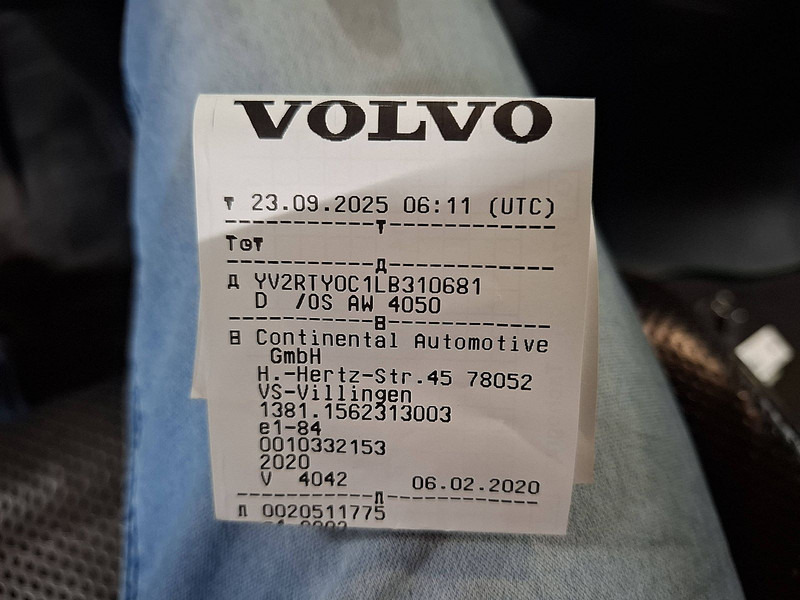 VOLVO
23.09.2025 06:11 (UTC)
YV2RTY0C1LB310681
D /OS AW 4050
Continental Automotive
GmbH
H.-Hertz-Str.45 78052
VS-Villingen
1381.1562313003
e1-84
0010332153
2020
V 4042 06.02.2020
0020511775